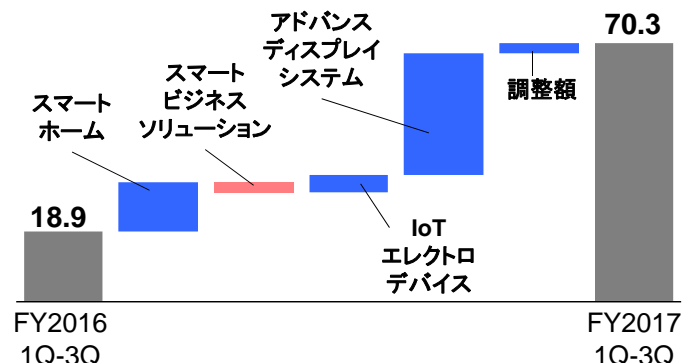 アドバンス
ディスプレイ
システム
70.3
スマート
ビジネス
ソリューション
調整額
スマート
ホーム
18.9
IoT
エレクトロ
デバイス
FY2016
1Q-3Q
FY2017
1Q-3Q